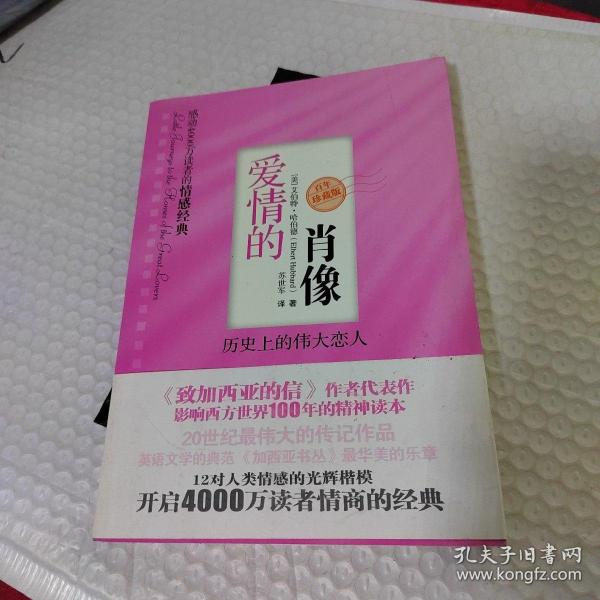 感动4000万读者的情感经典
Little Journeys to the Homes of the Great Lovers
爱情的
肖像
百年
珍藏版
[美] 艾伯特·哈伯德 (Elbert Hubbard) 著
苏世军 译
历史上的伟大恋人
《致加西亚的信》作者代表作
影响西方世界100年的精神读本
20世纪最伟大的传记作品
英语文学的典范《加西亚书丛》最华美的乐章
12对人类情感的光辉楷模
开启4000万读者情商的经典
孔夫子旧书网
www.kongfz.com